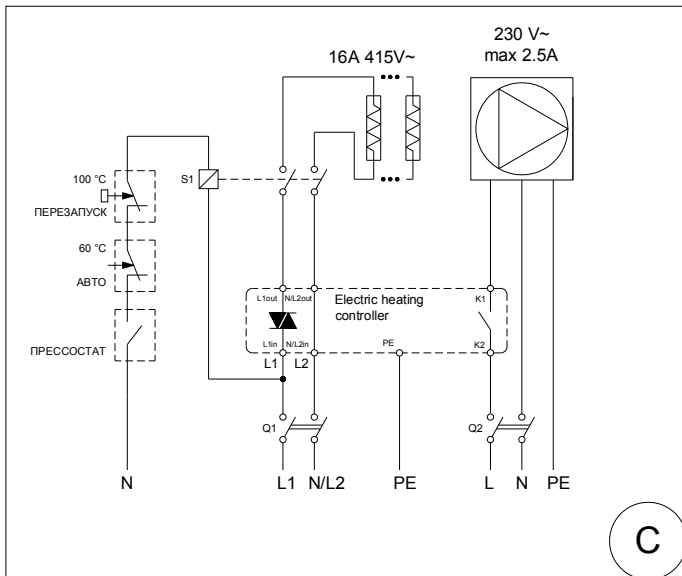 230 V~
max 2.5A
16A 415V~
100 °C
ПЕРЕЗАПУСК
S1
60 °C
АВТО
ПРЕССОСТАТ
L1out N/L2out
Electric heating
controller
K1
L1in N/L2in
PE
K2
L1 L2
Q1
Q2
N
L1 N/L2
PE
L N PE
C